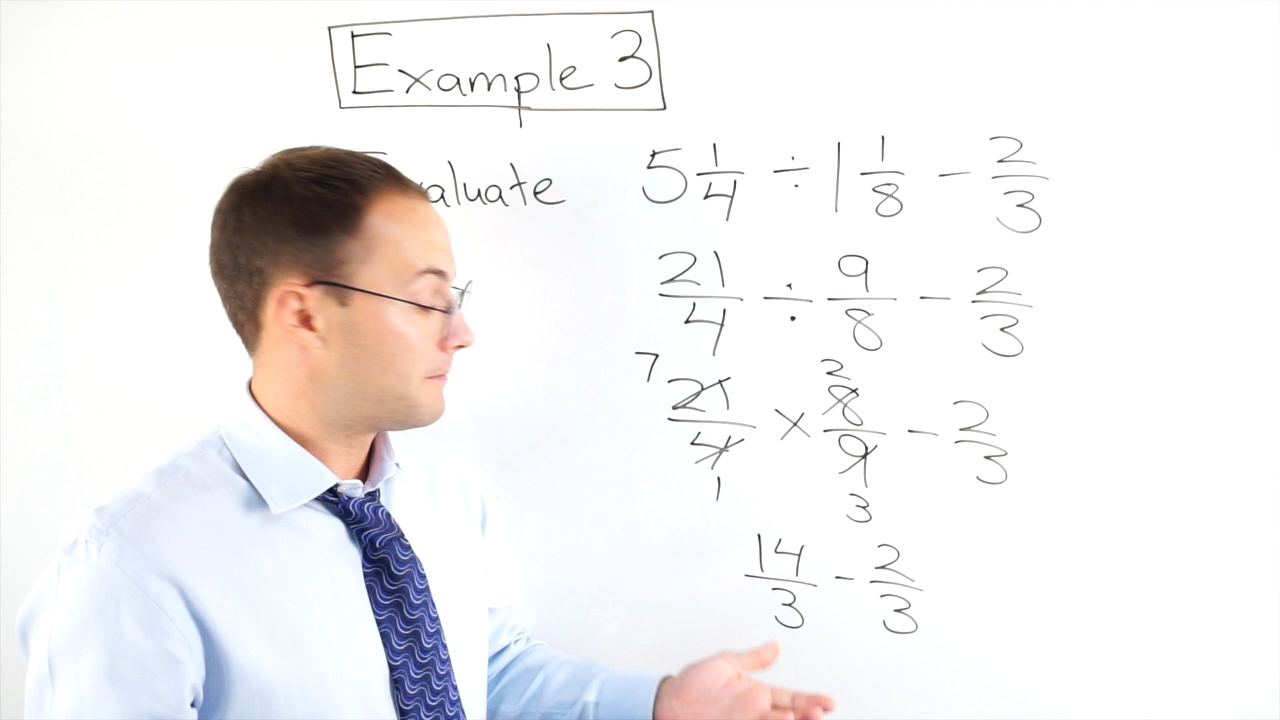 Example 3
Evaluate 5 1/4 ÷ 1 1/8 - 2/3
21/4 ÷ 9/8 - 2/3
7 21/4 1 × 2 8/9 3 - 2/3
14/3 - 2/3